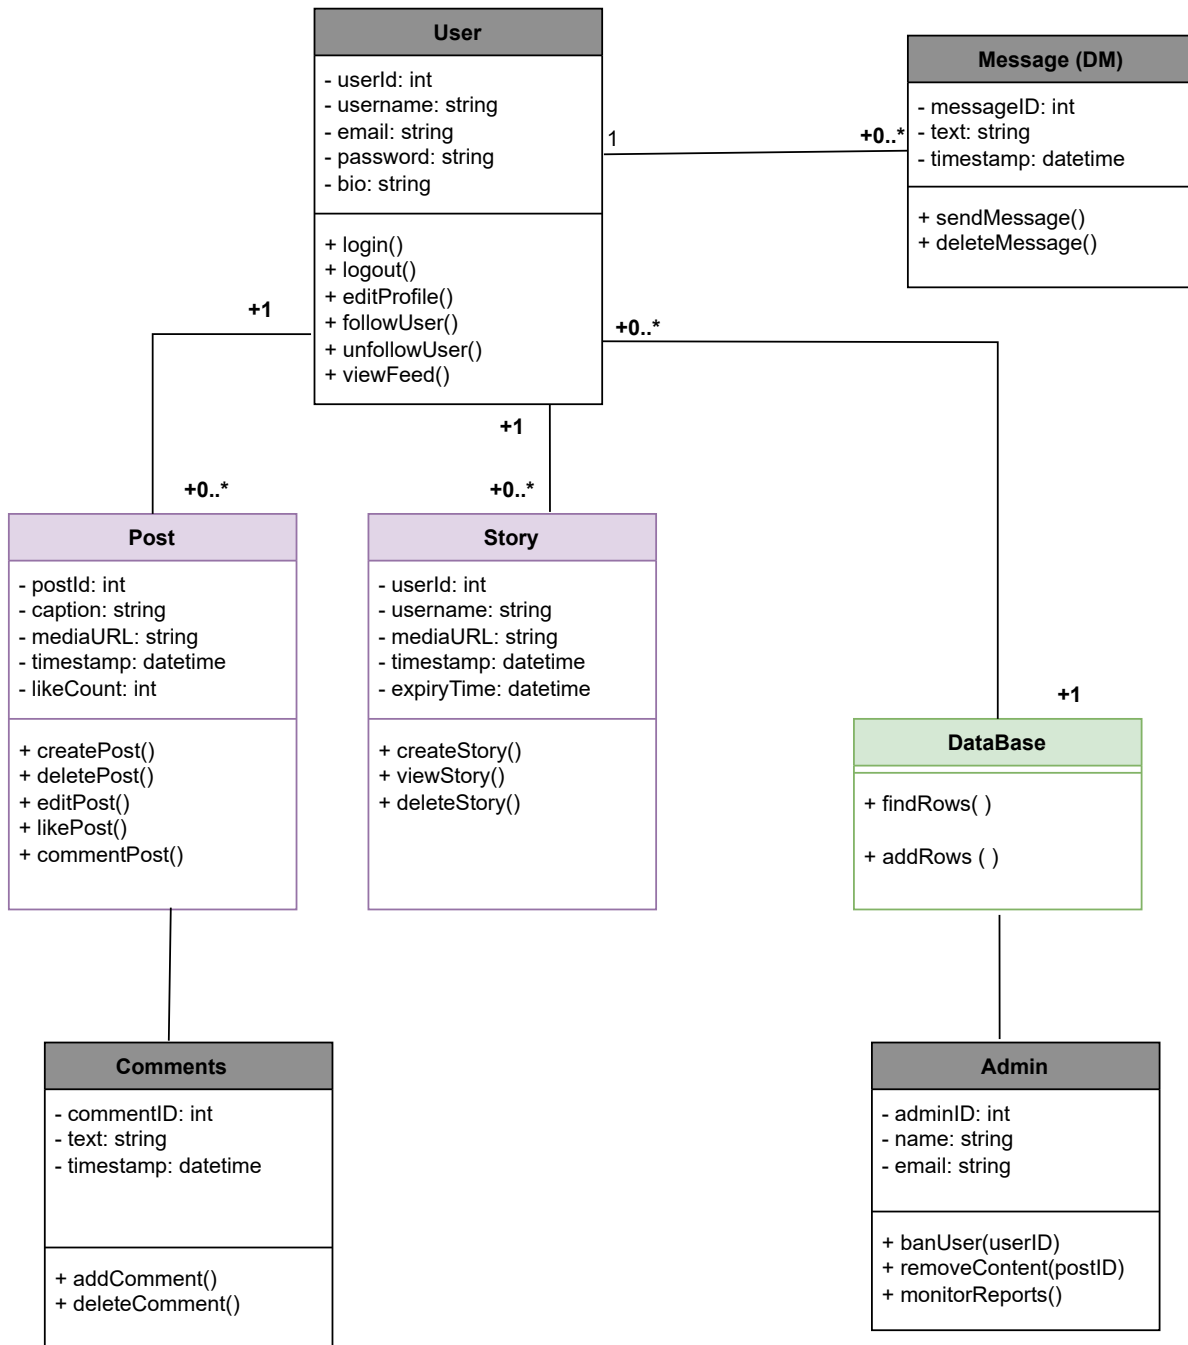 User
- userId: int
- username: string
- email: string
- password: string
- bio: string
+ login()
+ logout()
+ editProfile()
+ followUser()
+ unfollowUser()
+ viewFeed()
Message (DM)
- messageID: int
- text: string
- timestamp: datetime
+ sendMessage()
+ deleteMessage()
1
+0..*
+1
+0..*
+1
+0..*
+0..*
+1
Post
- postId: int
- caption: string
- mediaURL: string
- timestamp: datetime
- likeCount: int
+ createPost()
+ deletePost()
+ editPost()
+ likePost()
+ commentPost()
Story
- userId: int
- username: string
- mediaURL: string
- timestamp: datetime
- expiryTime: datetime
+ createStory()
+ viewStory()
+ deleteStory()
DataBase
+ findRows( )
+ addRows ( )
Comments
- commentID: int
- text: string
- timestamp: datetime
+ addComment()
+ deleteComment()
Admin
- adminID: int
- name: string
- email: string
+ banUser(userID)
+ removeContent(postID)
+ monitorReports()